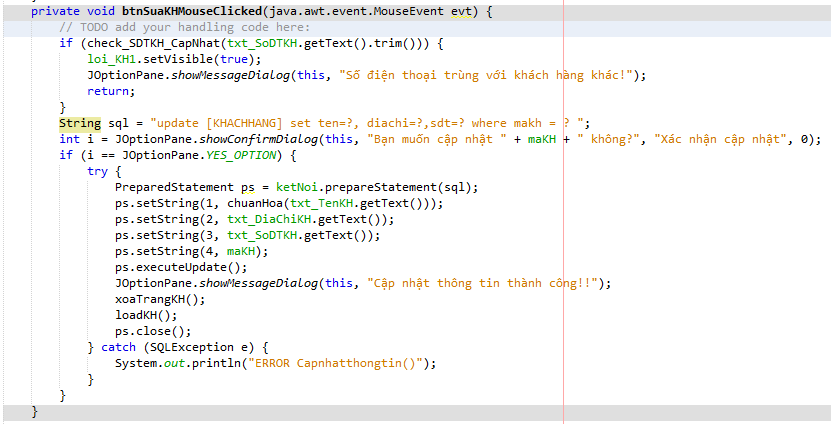 private void btnSuaKHMouseClicked(java.awt.event.MouseEvent evt) {
// TODO add your handling code here:
if (check_SDTKH_CapNhat(txt_SoDTKH.getText().trim())) {
loi_KH1.setVisible(true);
JOptionPane.showMessageDialog(this, "Số điện thoại trùng với khách hàng khác!");
return;
}
String sql = "update [KHACHHANG] set ten=?, diachi=?,sdt=? where makh = ? ";
int i = JOptionPane.showConfirmDialog(this, "Bạn muốn cập nhật " + maKH + " không?", "Xác nhận cập nhật", 0);
if (i == JOptionPane.YES_OPTION) {
try {
PreparedStatement ps = ketNoi.prepareStatement(sql);
ps.setString(1, chuanHoa(txt_TenKH.getText()));
ps.setString(2, txt_DiaChiKH.getText());
ps.setString(3, txt_SoDTKH.getText());
ps.setString(4, maKH);
ps.executeUpdate();
JOptionPane.showMessageDialog(this, "Cập nhật thông tin thành công!!");
xoaTrangKH();
loadKH();
ps.close();
} catch (SQLException e) {
System.out.println("ERROR Capnhatthongtin()");
}
}
}